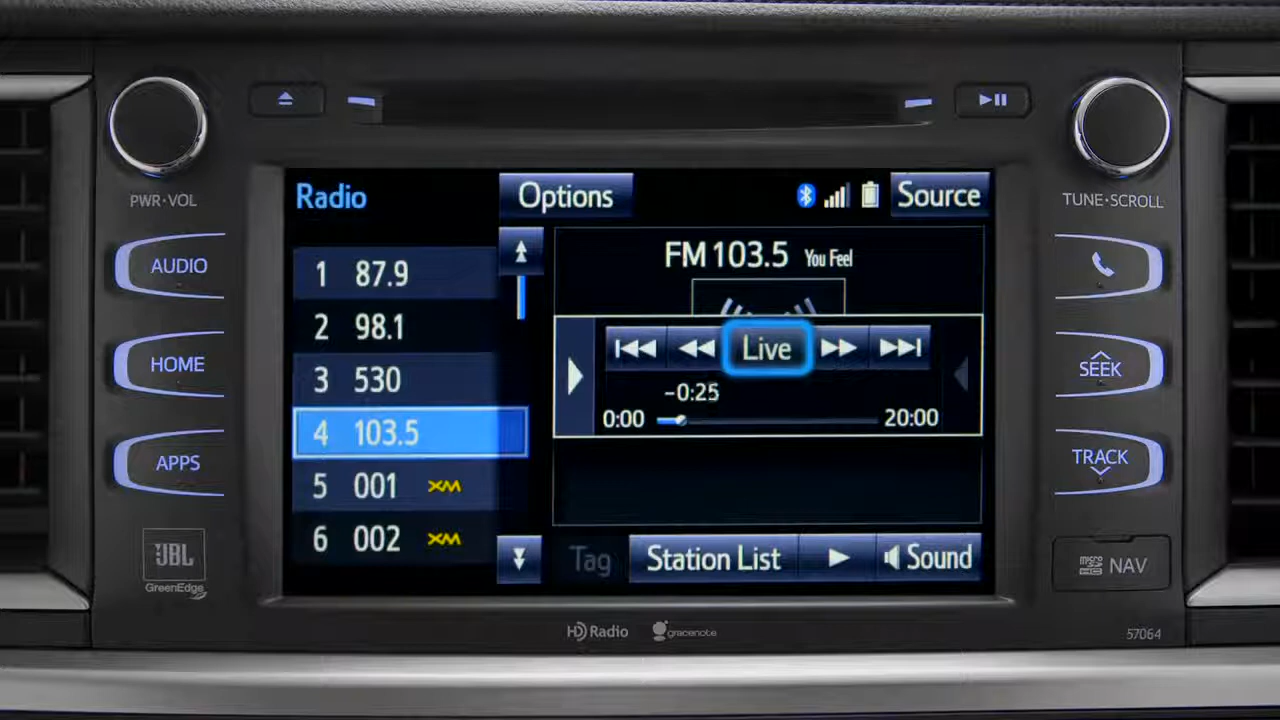 PWR·VOL
TUNE·SCROLL
AUDIO
HOME
APPS
SEEK
TRACK
JBL
GreenEdge
micro
NAV
HD Radio
gracenote
57064
Radio
Options
Source
1 87.9
2 98.1
3 530
4 103.5
5 001 XM
6 002 XM
FM 103.5 You Feel
Live
-0:25
0:00 20:00
Tag
Station List
Sound